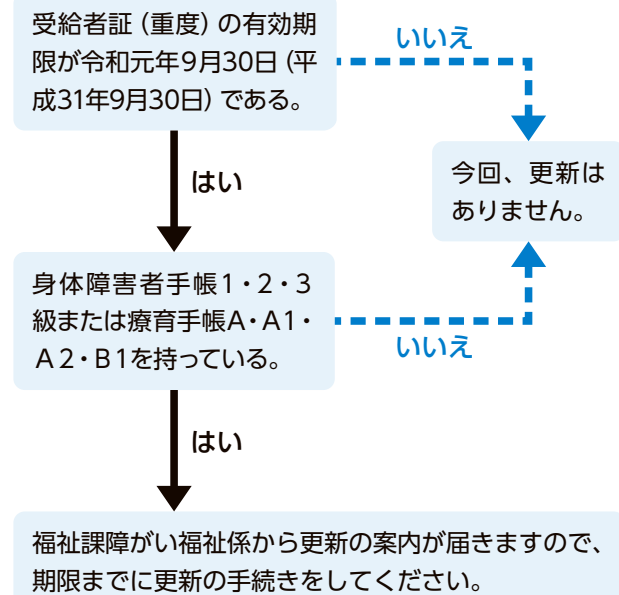 受給者証（重度）の有効期
限が令和元年9月30日（平
成31年9月30日）である。
いいえ
今回、更新は
ありません。
はい
身体障害者手帳1・2・3
級または療育手帳A・A1・
A2・B1を持っている。
いいえ
はい
福祉課障がい福祉係から更新の案内が届きますので、
期限までに更新の手続きをしてください。